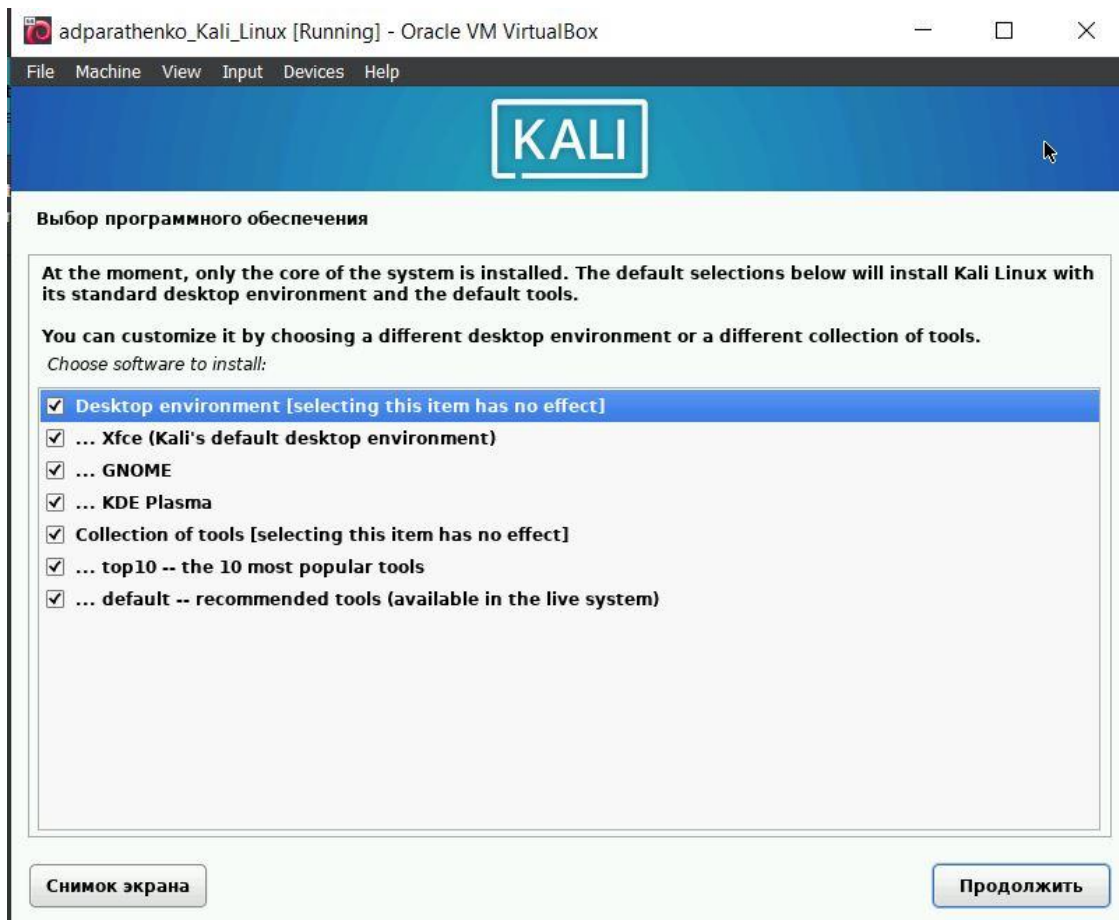 adparathenko_Kali_Linux [Running] - Oracle VM VirtualBox
File Machine View Input Devices Help
KALI
Выбор программного обеспечения
At the moment, only the core of the system is installed. The default selections below will install Kali Linux with
its standard desktop environment and the default tools.
You can customize it by choosing a different desktop environment or a different collection of tools.
Choose software to install:
Desktop environment [selecting this item has no effect]
... Xfce (Kali's default desktop environment)
... GNOME
... KDE Plasma
Collection of tools [selecting this item has no effect]
... top10 -- the 10 most popular tools
... default -- recommended tools (available in the live system)
Снимок экрана
Продолжить